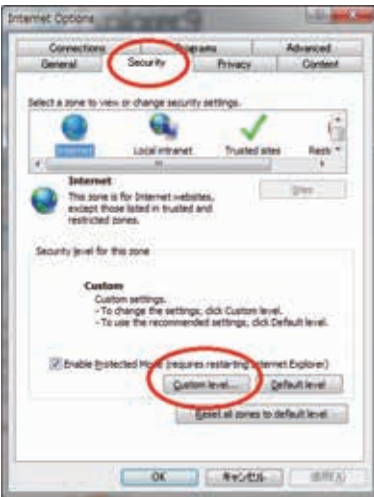 Internet Options
Connections Programs Advanced
General Security Privacy Content
Select a zone to view or change security settings.
Internet Local intranet Trusted sites Restr
Internet
This zone is for Internet websites,
except those listed in trusted and
restricted zones.
Sites
Security level for this zone
Custom
Custom settings.
- To change the settings, click Custom level.
- To use the recommended settings, click Default level.
Enable Protected Mode (requires restarting Internet Explorer)
Custom level... Default level
Reset all zones to default level
OK キャンセル 適用(A)